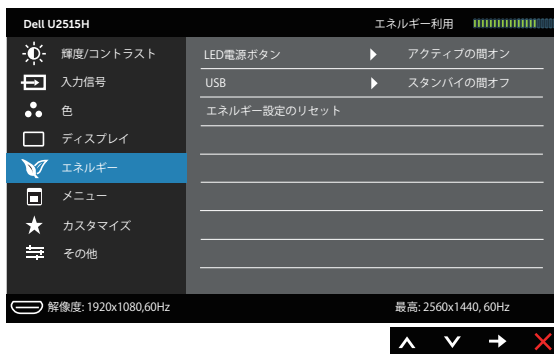 Dell U2515H エネルギー利用
輝度/コントラスト LED電源ボタン アクティブの間オン
入力信号 USB スタンバイの間オフ
色 エネルギー設定のリセット
ディスプレイ
エネルギー
メニュー
カスタマイズ
その他
解像度: 1920x1080,60Hz 最高: 2560x1440, 60Hz